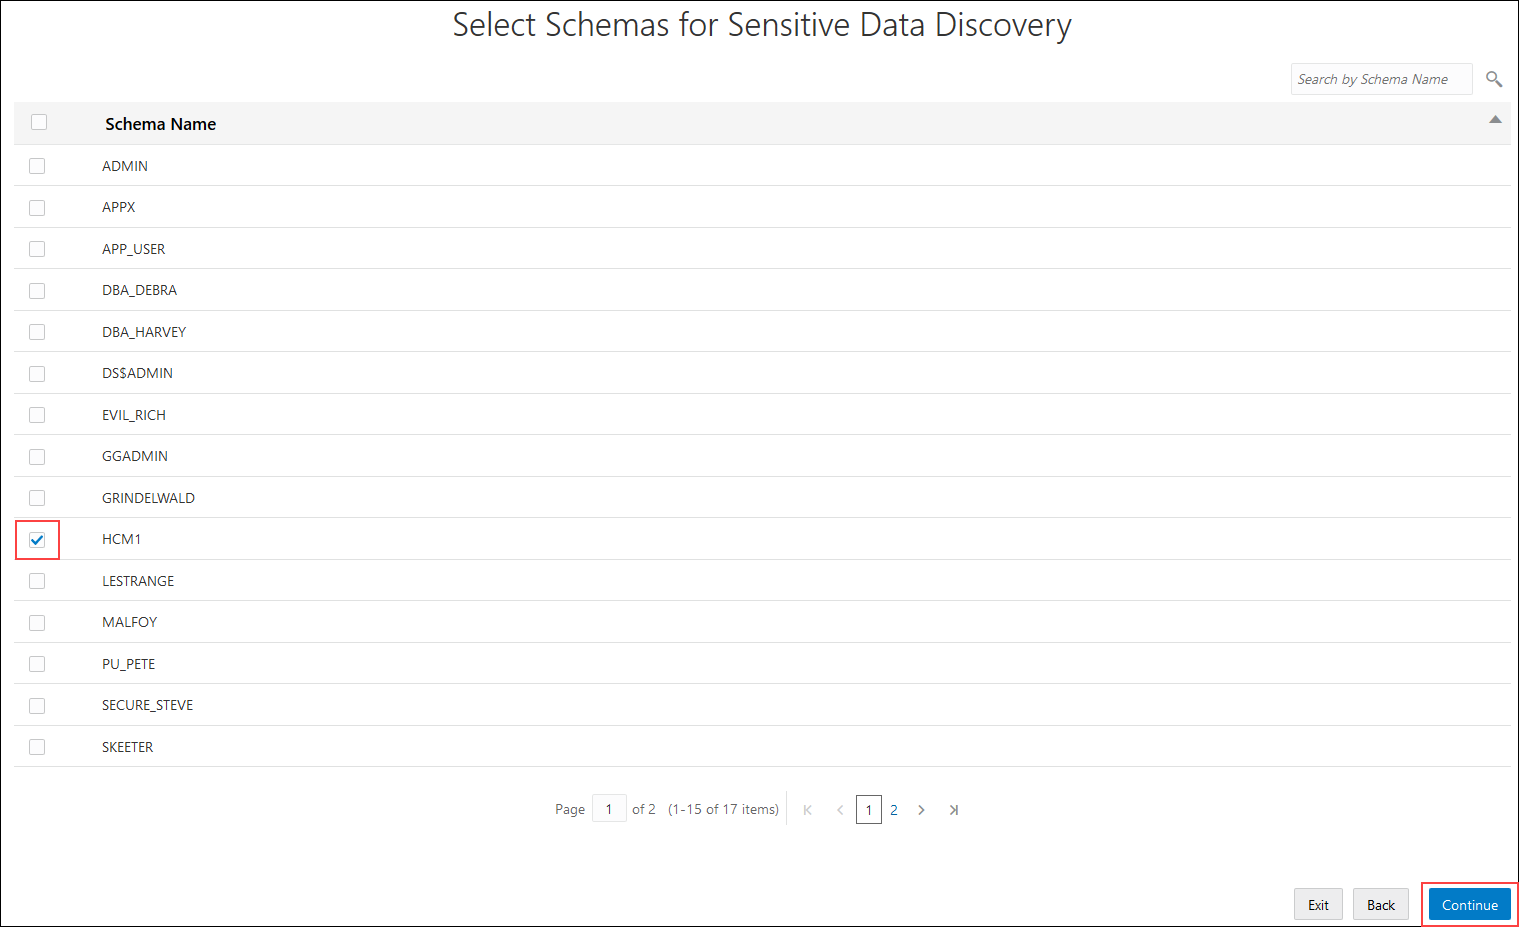 Select Schemas for Sensitive Data Discovery
Search by Schema Name
Schema Name
ADMIN
APPX
APP_USER
DBA_DEBRA
DBA_HARVEY
DS$ADMIN
EVIL_RICH
GGADMIN
GRINDELWALD
HCM1
LESTRANGE
MALFOY
PU_PETE
SECURE_STEVE
SKEETER
Page 1 of 2 (1-15 of 17 items) 1 2
Exit Back Continue